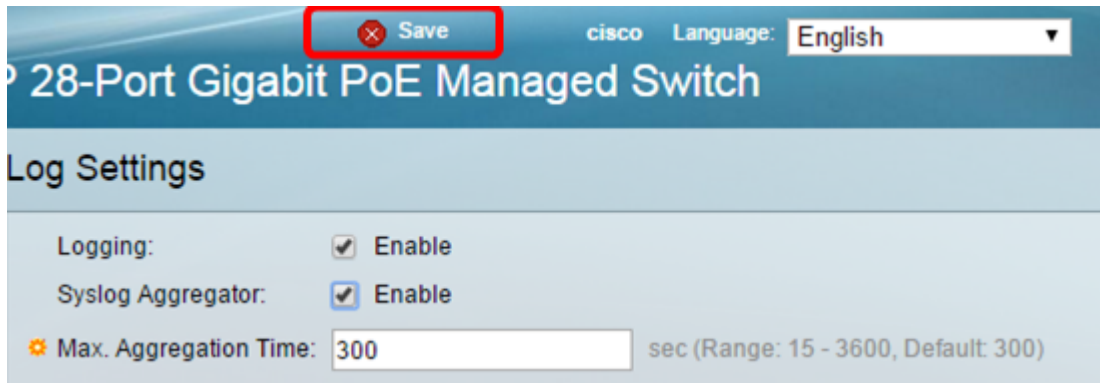 Save cisco Language: English
28-Port Gigabit PoE Managed Switch
Log Settings
Logging: Enable
Syslog Aggregator: Enable
Max. Aggregation Time: 300 sec (Range: 15 - 3600, Default: 300)